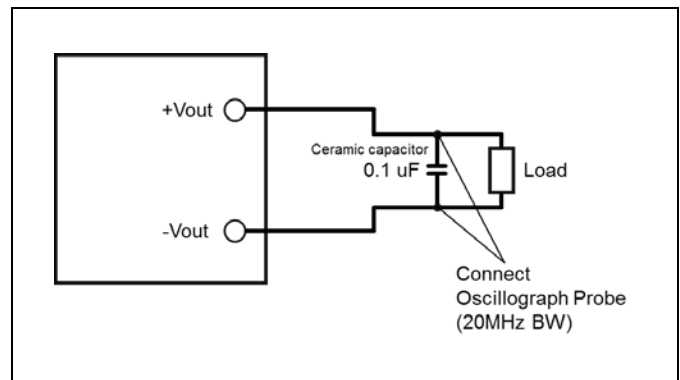 +Vout
Ceramic capacitor
0.1 uF
Load
-Vout
Connect
Oscillograph Probe
(20MHz BW)